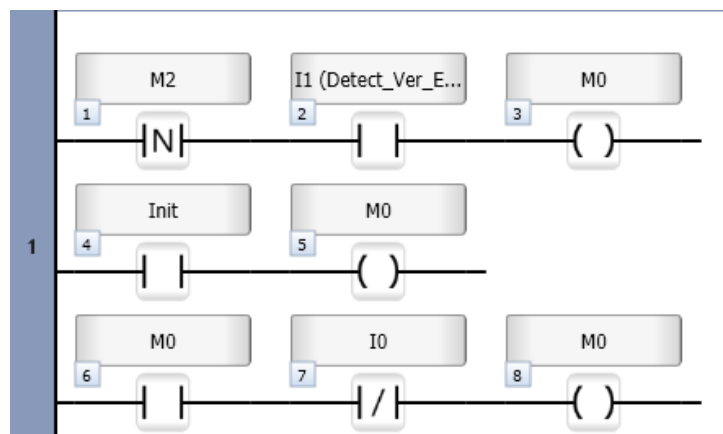 M2 I1 (Detect_Ver_E... M0
1 2 3
N
Init M0
4 5
1
M0 I0 M0
6 7 8